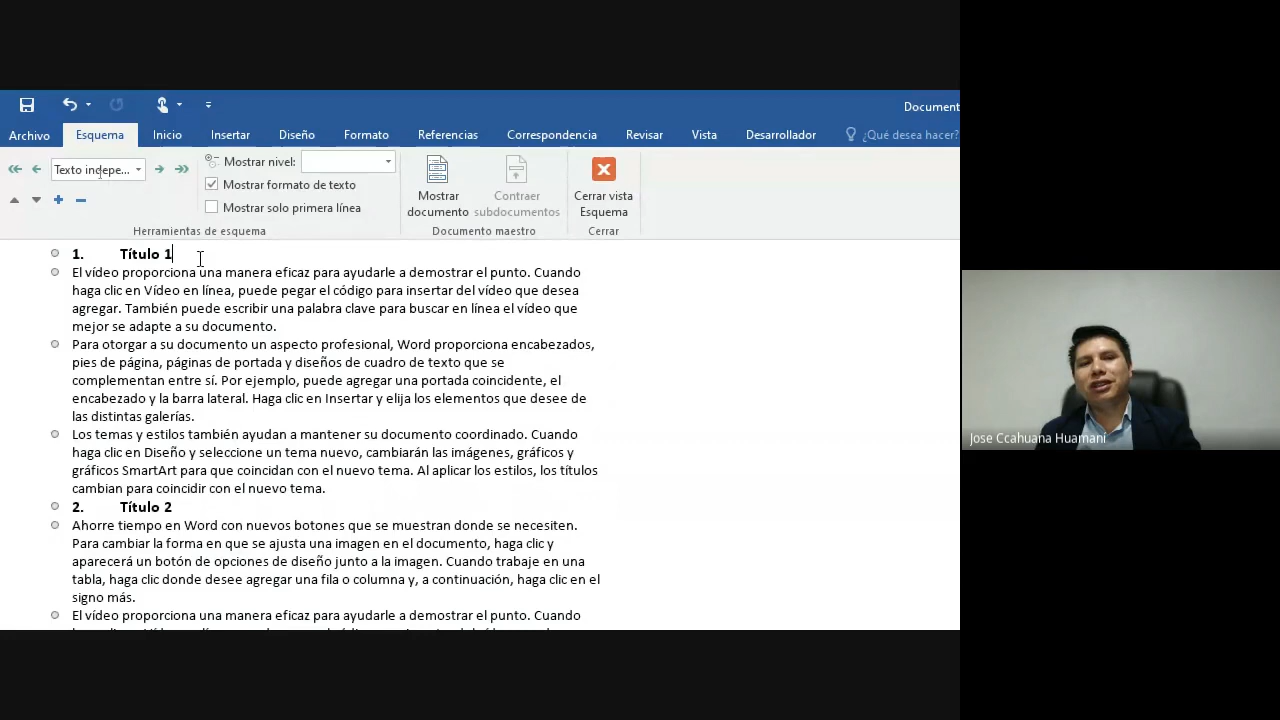 Document
Archivo Esquema Inicio Insertar Diseño Formato Referencias Correspondencia Revisar Vista Desarrollador ¿Qué desea hacer?
Texto indepe... Mostrar nivel:
Mostrar formato de texto
Mostrar solo primera línea
Herramientas de esquema
Mostrar documento
Contraer subdocumentos
Documento maestro
Cerrar vista Esquema
Cerrar
1. Título 1
El vídeo proporciona una manera eficaz para ayudarle a demostrar el punto. Cuando
haga clic en Vídeo en línea, puede pegar el código para insertar del vídeo que desea
agregar. También puede escribir una palabra clave para buscar en línea el vídeo que
mejor se adapte a su documento.
Para otorgar a su documento un aspecto profesional, Word proporciona encabezados,
pies de página, páginas de portada y diseños de cuadro de texto que se
complementan entre sí. Por ejemplo, puede agregar una portada coincidente, el
encabezado y la barra lateral. Haga clic en Insertar y elija los elementos que desee de
las distintas galerías.
Los temas y estilos también ayudan a mantener su documento coordinado. Cuando
haga clic en Diseño y seleccione un tema nuevo, cambiarán las imágenes, gráficos y
gráficos SmartArt para que coincidan con el nuevo tema. Al aplicar los estilos, los títulos
cambian para coincidir con el nuevo tema.
2. Título 2
Ahorre tiempo en Word con nuevos botones que se muestran donde se necesiten.
Para cambiar la forma en que se ajusta una imagen en el documento, haga clic y
aparecerá un botón de opciones de diseño junto a la imagen. Cuando trabaje en una
tabla, haga clic donde desee agregar una fila o columna y, a continuación, haga clic en el
signo más.
El vídeo proporciona una manera eficaz para ayudarle a demostrar el punto. Cuando
Jose Ccahuana Huamaní